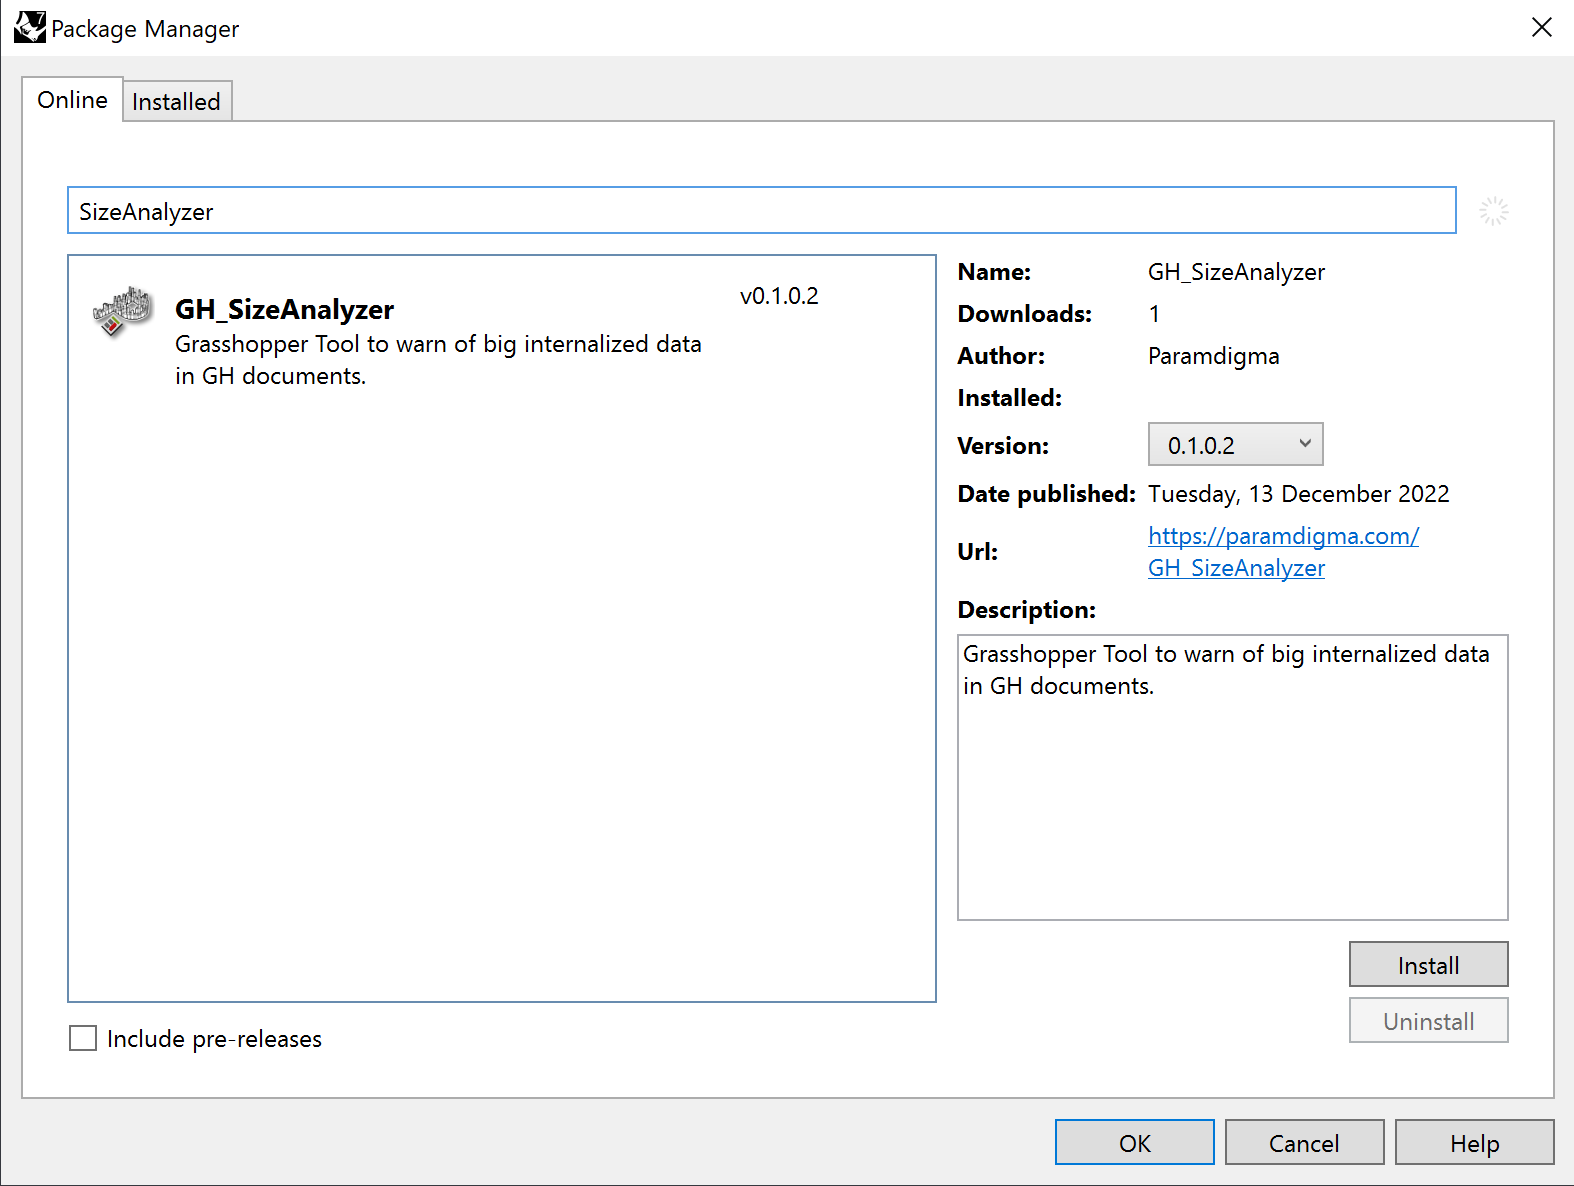 Package Manager
Online
Installed
SizeAnalyzer
GH_SizeAnalyzer
v0.1.0.2
Grasshopper Tool to warn of big internalized data
in GH documents.
Name: GH_SizeAnalyzer
Downloads: 1
Author: Paramdigma
Installed:
Version: 0.1.0.2
Date published: Tuesday, 13 December 2022
Url: https://paramdigma.com/
GH_SizeAnalyzer
Description:
Grasshopper Tool to warn of big internalized data
in GH documents.
Install
Uninstall
Include pre-releases
OK
Cancel
Help